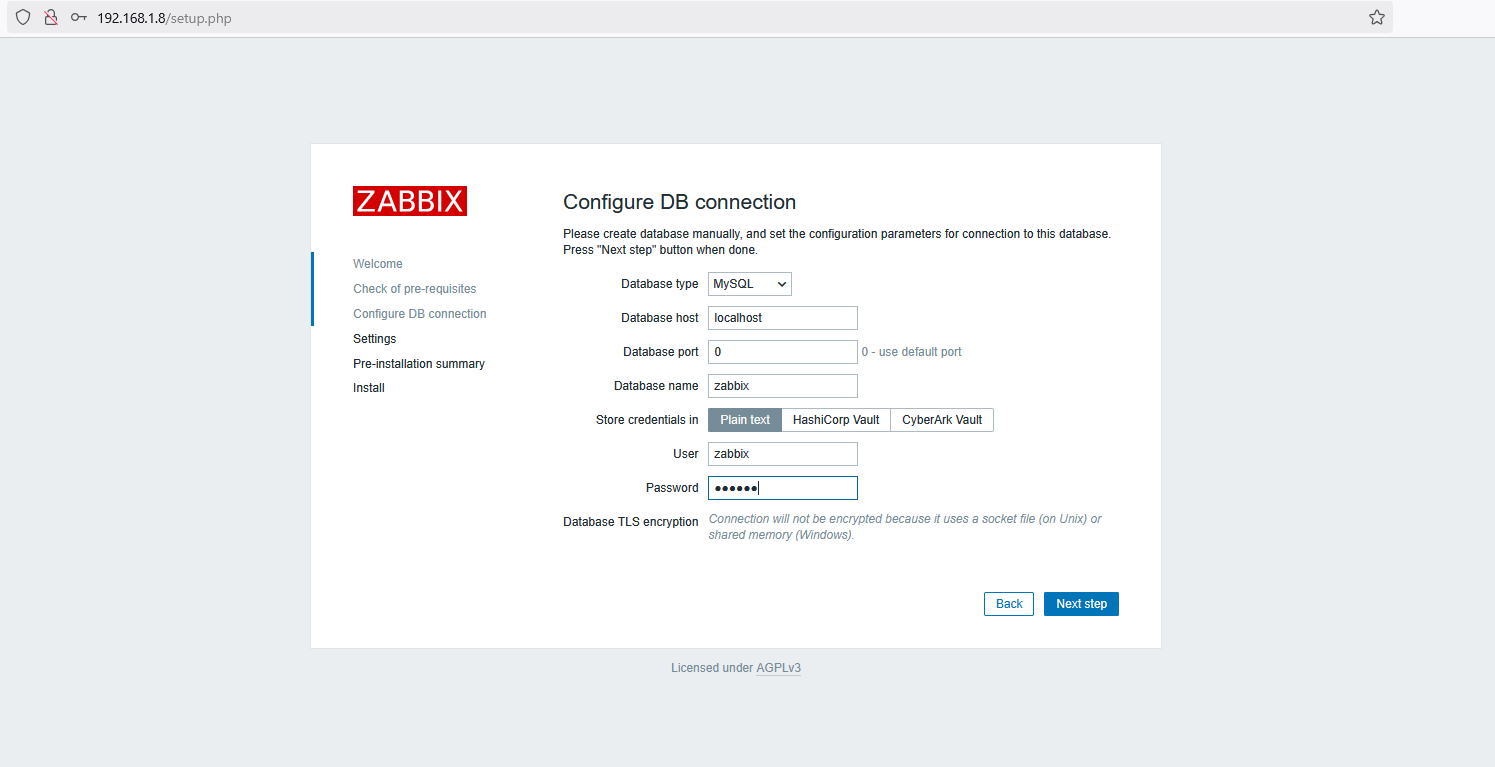 192.168.1.8/setup.php
ZABBIX
Welcome
Check of pre-requisites
Configure DB connection
Settings
Pre-installation summary
Install
Configure DB connection
Please create database manually, and set the configuration parameters for connection to this database.
Press "Next step" button when done.
Database type MySQL
Database host localhost
Database port 0 0 - use default port
Database name zabbix
Store credentials in Plain text HashiCorp Vault CyberArk Vault
User zabbix
Password ●●●●●●
Database TLS encryption Connection will not be encrypted because it uses a socket file (on Unix) or
shared memory (Windows).
Back Next step
Licensed under AGPLv3